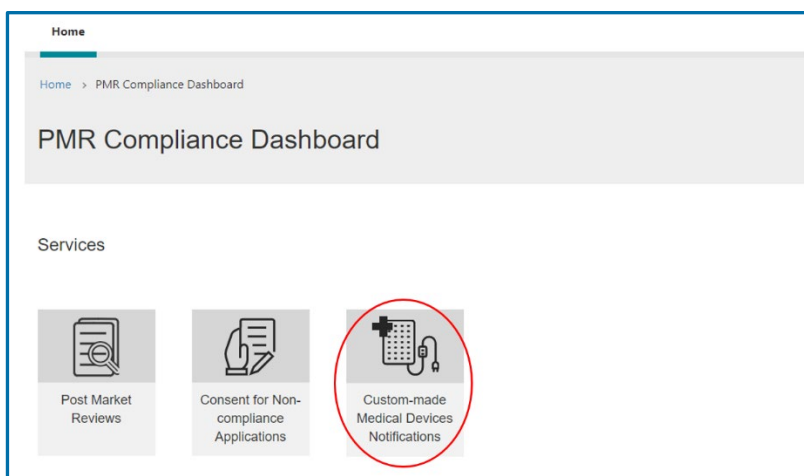 Home
Home > PMR Compliance Dashboard
PMR Compliance Dashboard
Services
Post Market
Reviews
Consent for Non-
compliance
Applications
Custom-made
Medical Devices
Notifications